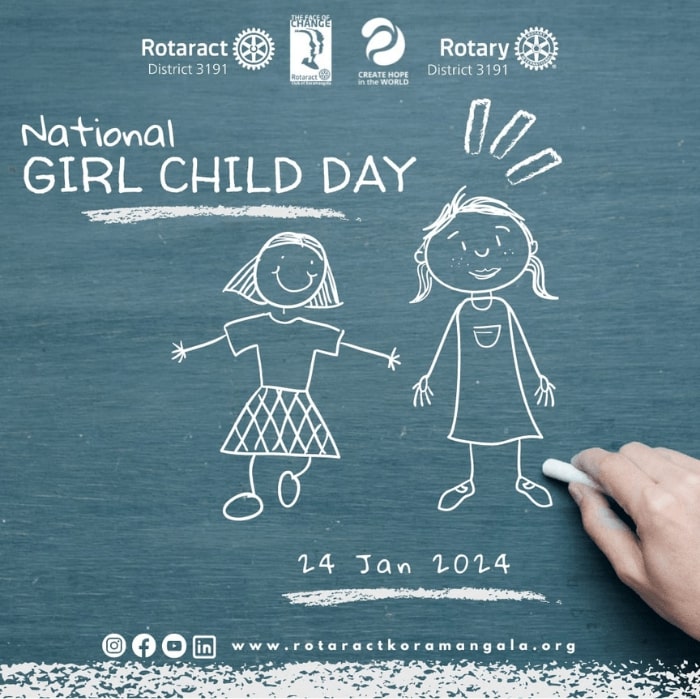 Rotaract
District 3191
THE FACE OF
CHANGE
Rotaract
CREATE HOPE
in the WORLD
Rotary
District 3191
National
GIRL CHILD DAY
24 Jan 2024
www.rotaractkoramangala.org